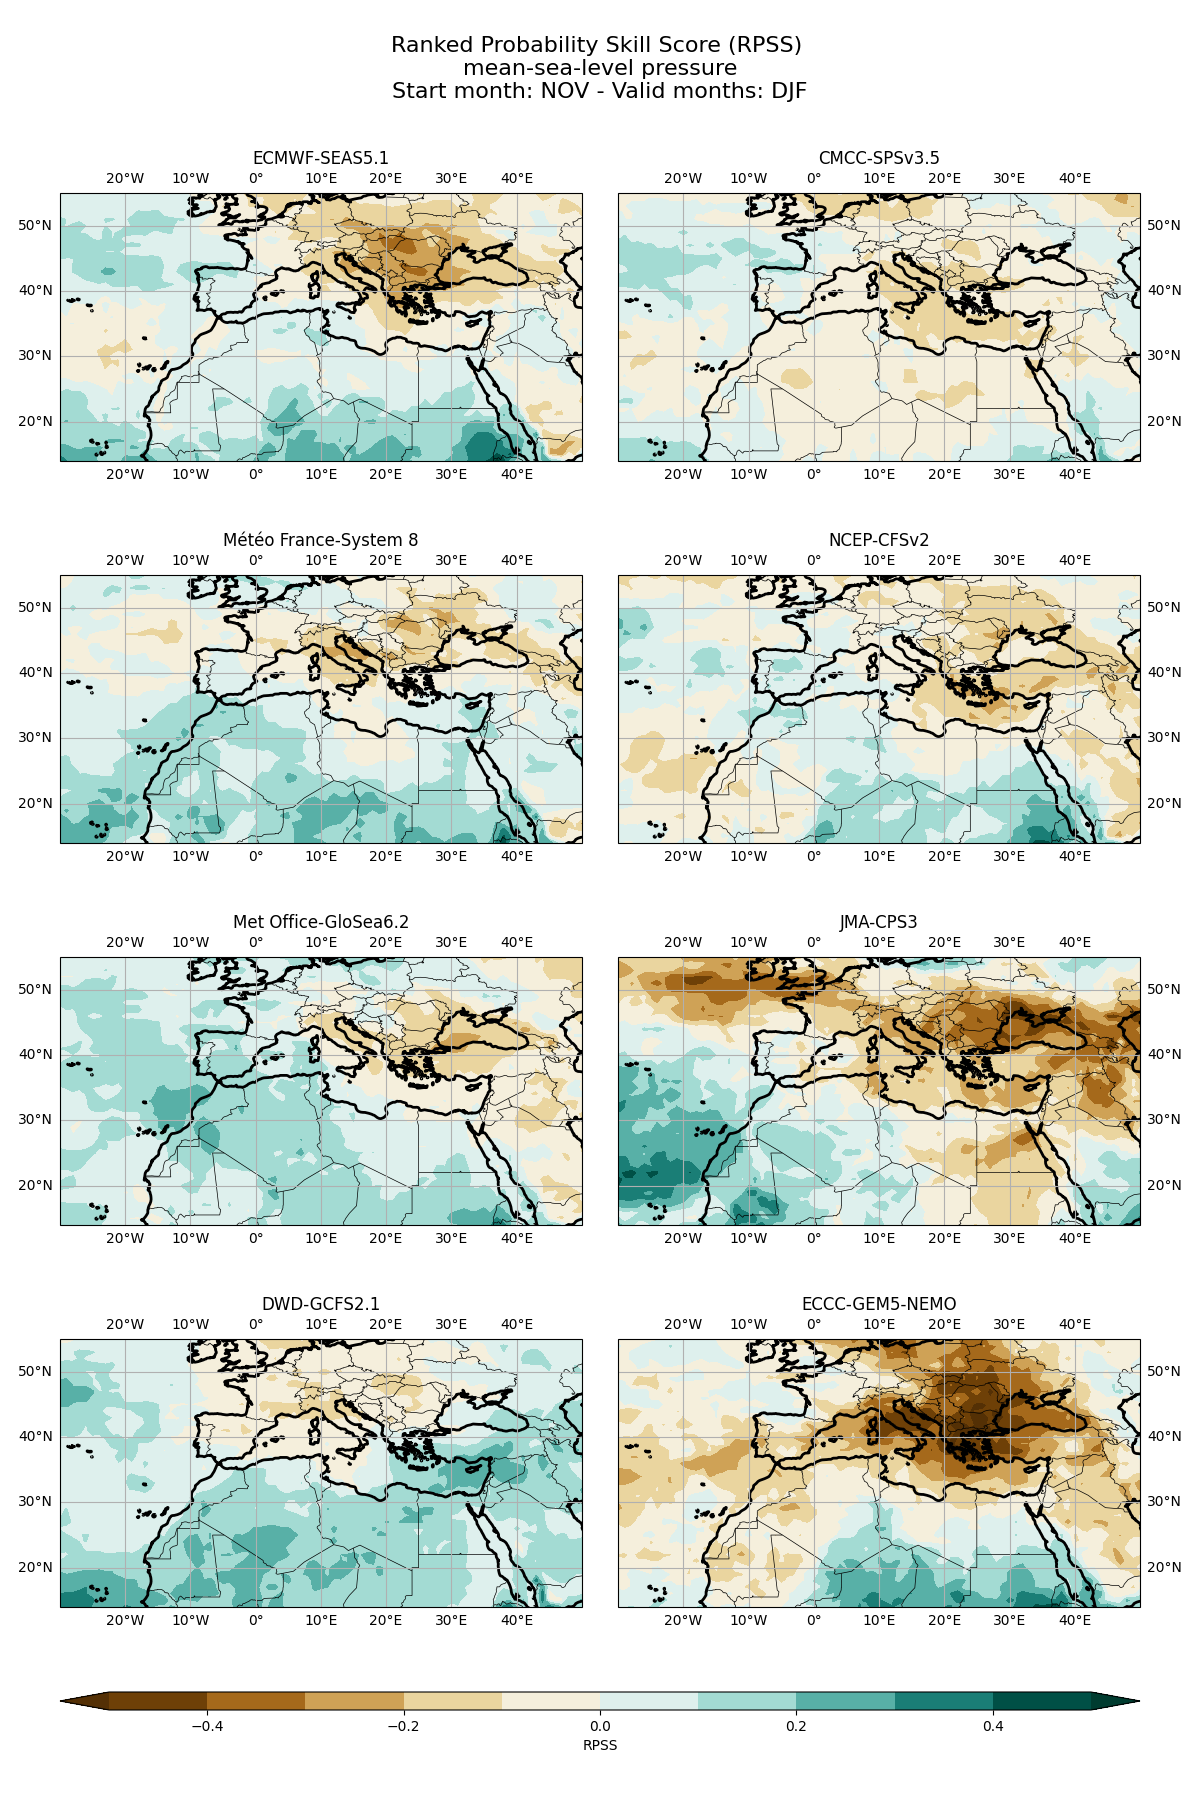 Ranked Probability Skill Score (RPSS)
mean-sea-level pressure
Start month: NOV - Valid months: DJF
ECMWF-SEAS5.1
20°W 10°W 0° 10°E 20°E 30°E 40°E
50°N
40°N
30°N
20°N
20°W 10°W 0° 10°E 20°E 30°E 40°E
CMCC-SPSv3.5
20°W 10°W 0° 10°E 20°E 30°E 40°E
50°N
40°N
30°N
20°N
20°W 10°W 0° 10°E 20°E 30°E 40°E
Météo France-System 8
20°W 10°W 0° 10°E 20°E 30°E 40°E
50°N
40°N
30°N
20°N
20°W 10°W 0° 10°E 20°E 30°E 40°E
NCEP-CFSv2
20°W 10°W 0° 10°E 20°E 30°E 40°E
50°N
40°N
30°N
20°N
20°W 10°W 0° 10°E 20°E 30°E 40°E
Met Office-GloSea6.2
20°W 10°W 0° 10°E 20°E 30°E 40°E
50°N
40°N
30°N
20°N
20°W 10°W 0° 10°E 20°E 30°E 40°E
JMA-CPS3
20°W 10°W 0° 10°E 20°E 30°E 40°E
50°N
40°N
30°N
20°N
20°W 10°W 0° 10°E 20°E 30°E 40°E
DWD-GCFS2.1
20°W 10°W 0° 10°E 20°E 30°E 40°E
50°N
40°N
30°N
20°N
20°W 10°W 0° 10°E 20°E 30°E 40°E
ECCC-GEM5-NEMO
20°W 10°W 0° 10°E 20°E 30°E 40°E
50°N
40°N
30°N
20°N
20°W 10°W 0° 10°E 20°E 30°E 40°E
−0.4 −0.2 0.0 0.2 0.4
RPSS